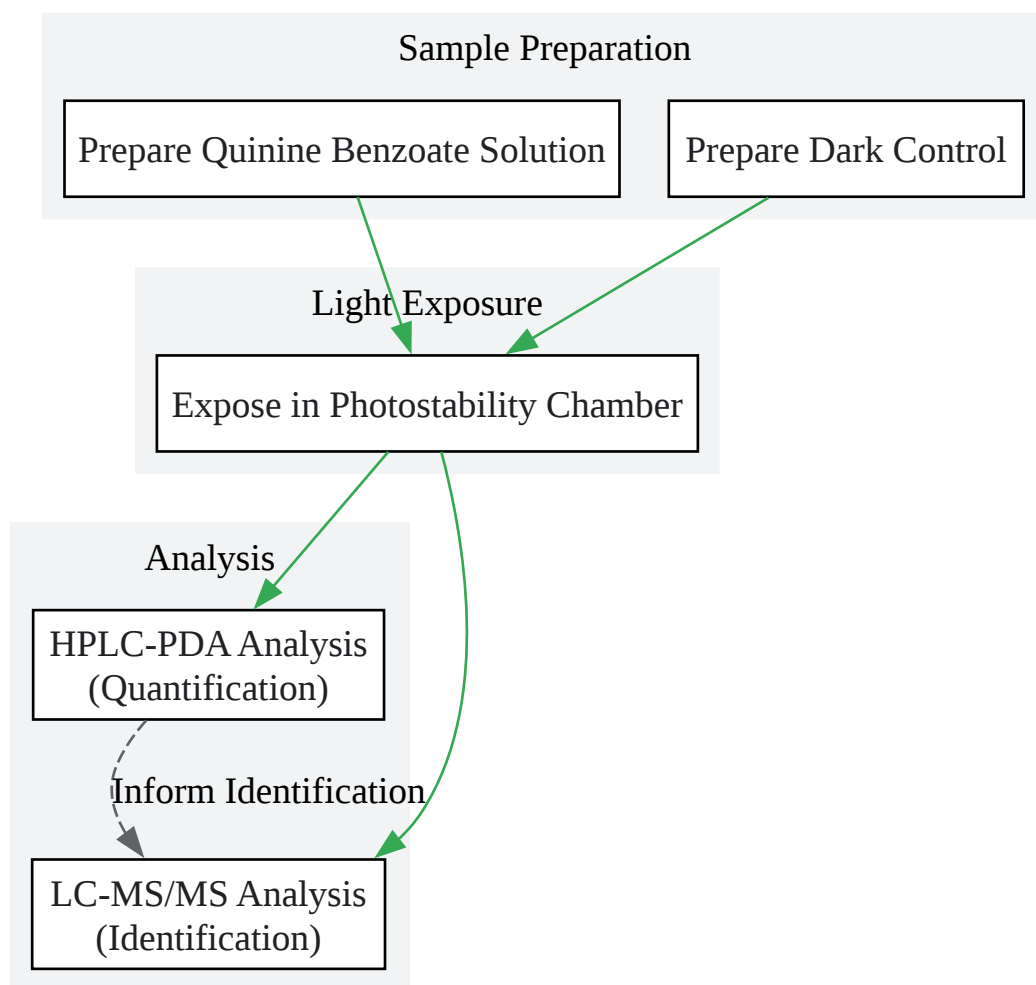 Sample Preparation
Prepare Quinine Benzoate Solution
Prepare Dark Control
Light Exposure
Expose in Photostability Chamber
Analysis
HPLC-PDA Analysis
(Quantification)
Inform Identification
LC-MS/MS Analysis
(Identification)